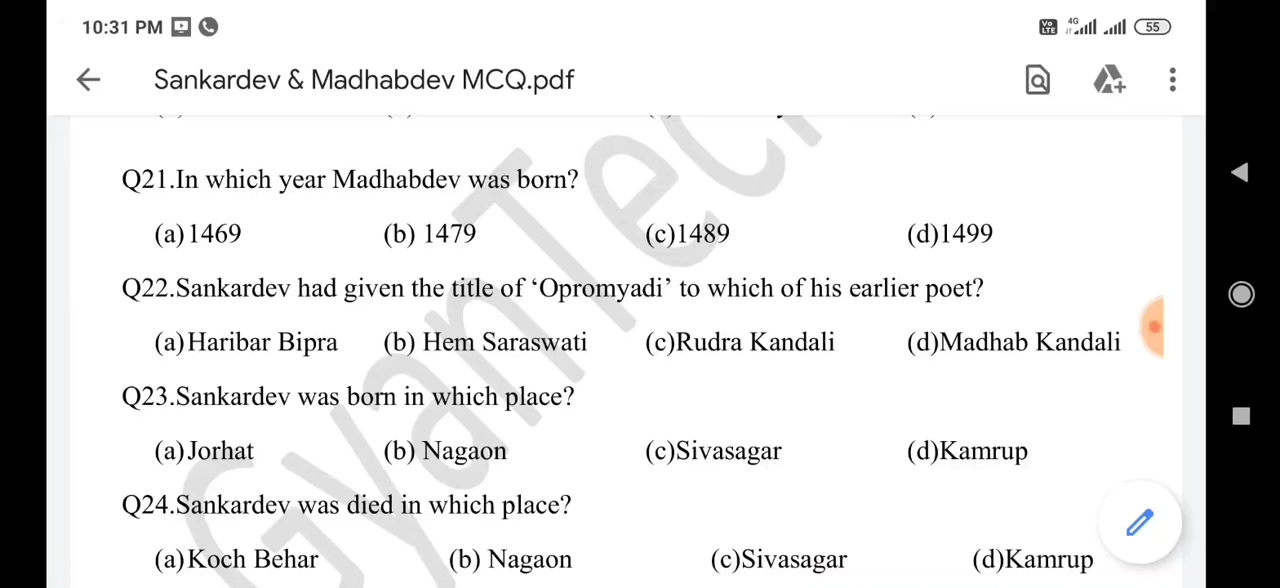 10:31 PM VoLTE 4G 55
Sankardev & Madhabdev MCQ.pdf
Q21.In which year Madhabdev was born?
(a) 1469 (b) 1479 (c)1489 (d)1499
Q22.Sankardev had given the title of ‘Opromyadi’ to which of his earlier poet?
(a) Haribar Bipra (b) Hem Saraswati (c)Rudra Kandali (d)Madhab Kandali
Q23.Sankardev was born in which place?
(a) Jorhat (b) Nagaon (c)Sivasagar (d)Kamrup
Q24.Sankardev was died in which place?
(a) Koch Behar (b) Nagaon (c)Sivasagar (d)Kamrup
GyanTec